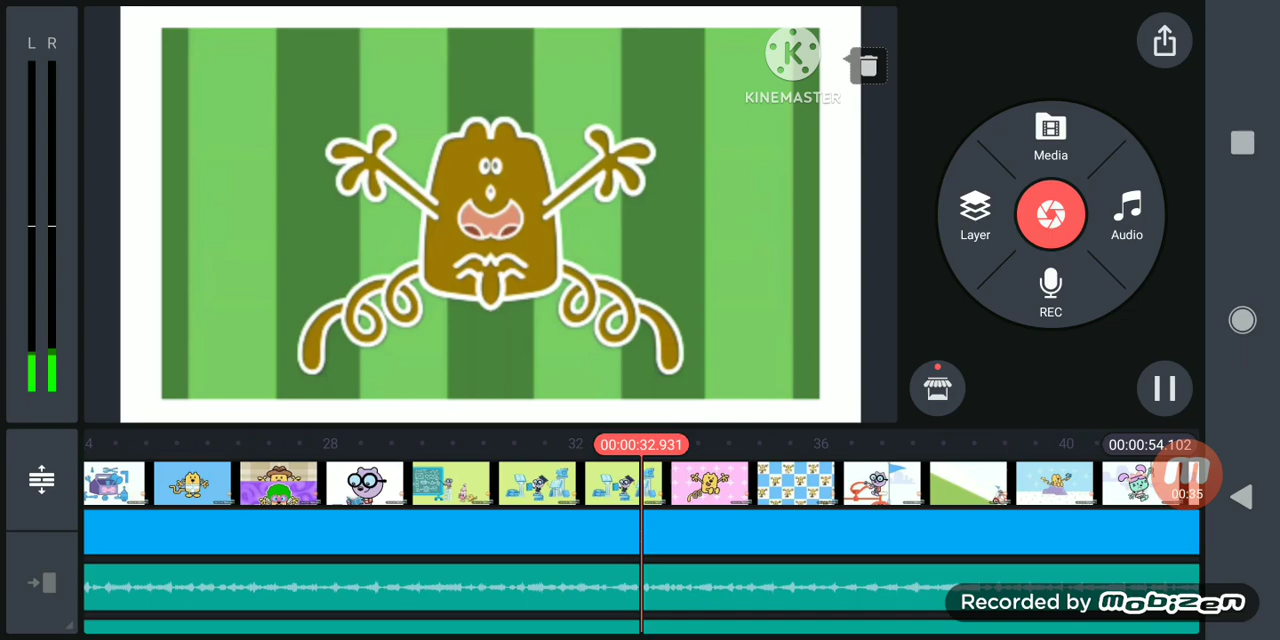 L R
K
KINEMASTER
Media
Layer
Audio
REC
4 28 32 00:00:32.931 36 40 00:00:54.102
00:35
Recorded by mobizen